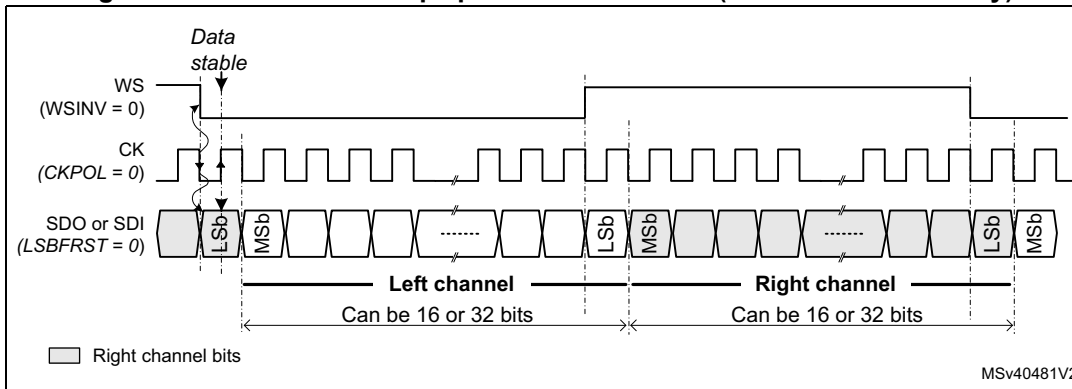 Data
stable
WS
(WSINV = 0)
CK
(CKPOL = 0)
SDO or SDI
(LSBFRST = 0)
LSb
MSb
LSb
MSb
LSb
MSb
Left channel
Right channel
Can be 16 or 32 bits
Can be 16 or 32 bits
Right channel bits
MSv40481V2